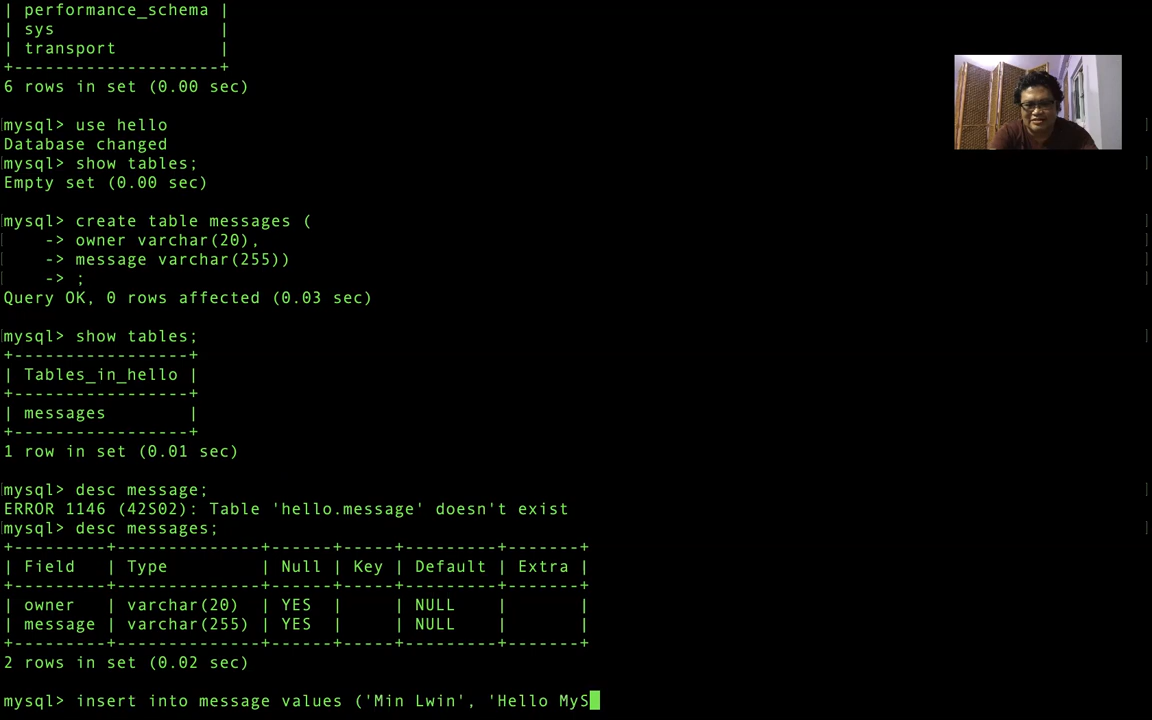 | performance_schema |
| sys                |
| transport          |
+--------------------+
6 rows in set (0.00 sec)
mysql> use hello
Database changed
mysql> show tables;
Empty set (0.00 sec)
mysql> create table messages (
    -> owner varchar(20),
    -> message varchar(255))
    -> ;
Query OK, 0 rows affected (0.03 sec)
mysql> show tables;
+-----------------+
| Tables_in_hello |
+-----------------+
| messages        |
+-----------------+
1 row in set (0.01 sec)
mysql> desc message;
ERROR 1146 (42S02): Table 'hello.message' doesn't exist
mysql> desc messages;
+---------+--------------+------+-----+---------+-------+
| Field   | Type         | Null | Key | Default | Extra |
+---------+--------------+------+-----+---------+-------+
| owner   | varchar(20)  | YES  |     | NULL    |       |
| message | varchar(255) | YES  |     | NULL    |       |
+---------+--------------+------+-----+---------+-------+
2 rows in set (0.02 sec)
mysql> insert into message values ('Min Lwin', 'Hello MyS